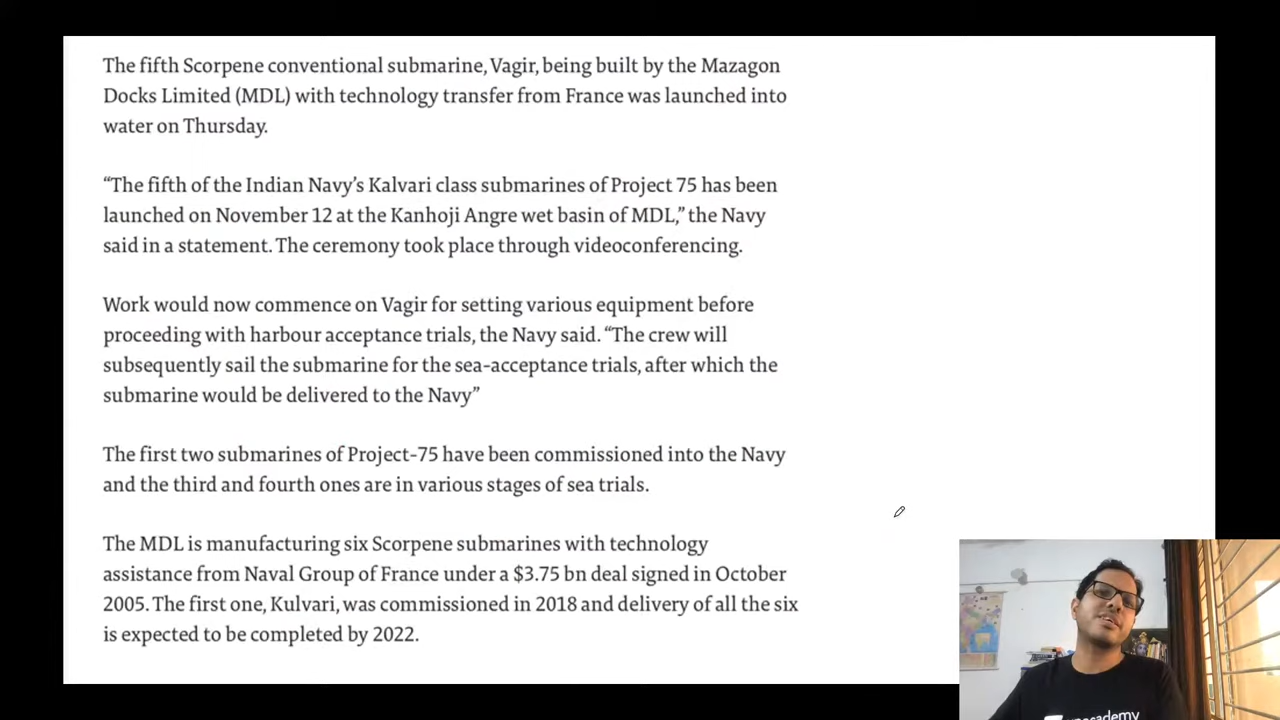 The fifth Scorpene conventional submarine, Vagir, being built by the Mazagon
Docks Limited (MDL) with technology transfer from France was launched into
water on Thursday.
“The fifth of the Indian Navy’s Kalvari class submarines of Project 75 has been
launched on November 12 at the Kanhoji Angre wet basin of MDL,” the Navy
said in a statement. The ceremony took place through videoconferencing.
Work would now commence on Vagir for setting various equipment before
proceeding with harbour acceptance trials, the Navy said. “The crew will
subsequently sail the submarine for the sea-acceptance trials, after which the
submarine would be delivered to the Navy”
The first two submarines of Project-75 have been commissioned into the Navy
and the third and fourth ones are in various stages of sea trials.
The MDL is manufacturing six Scorpene submarines with technology
assistance from Naval Group of France under a $3.75 bn deal signed in October
2005. The first one, Kulvari, was commissioned in 2018 and delivery of all the six
is expected to be completed by 2022.